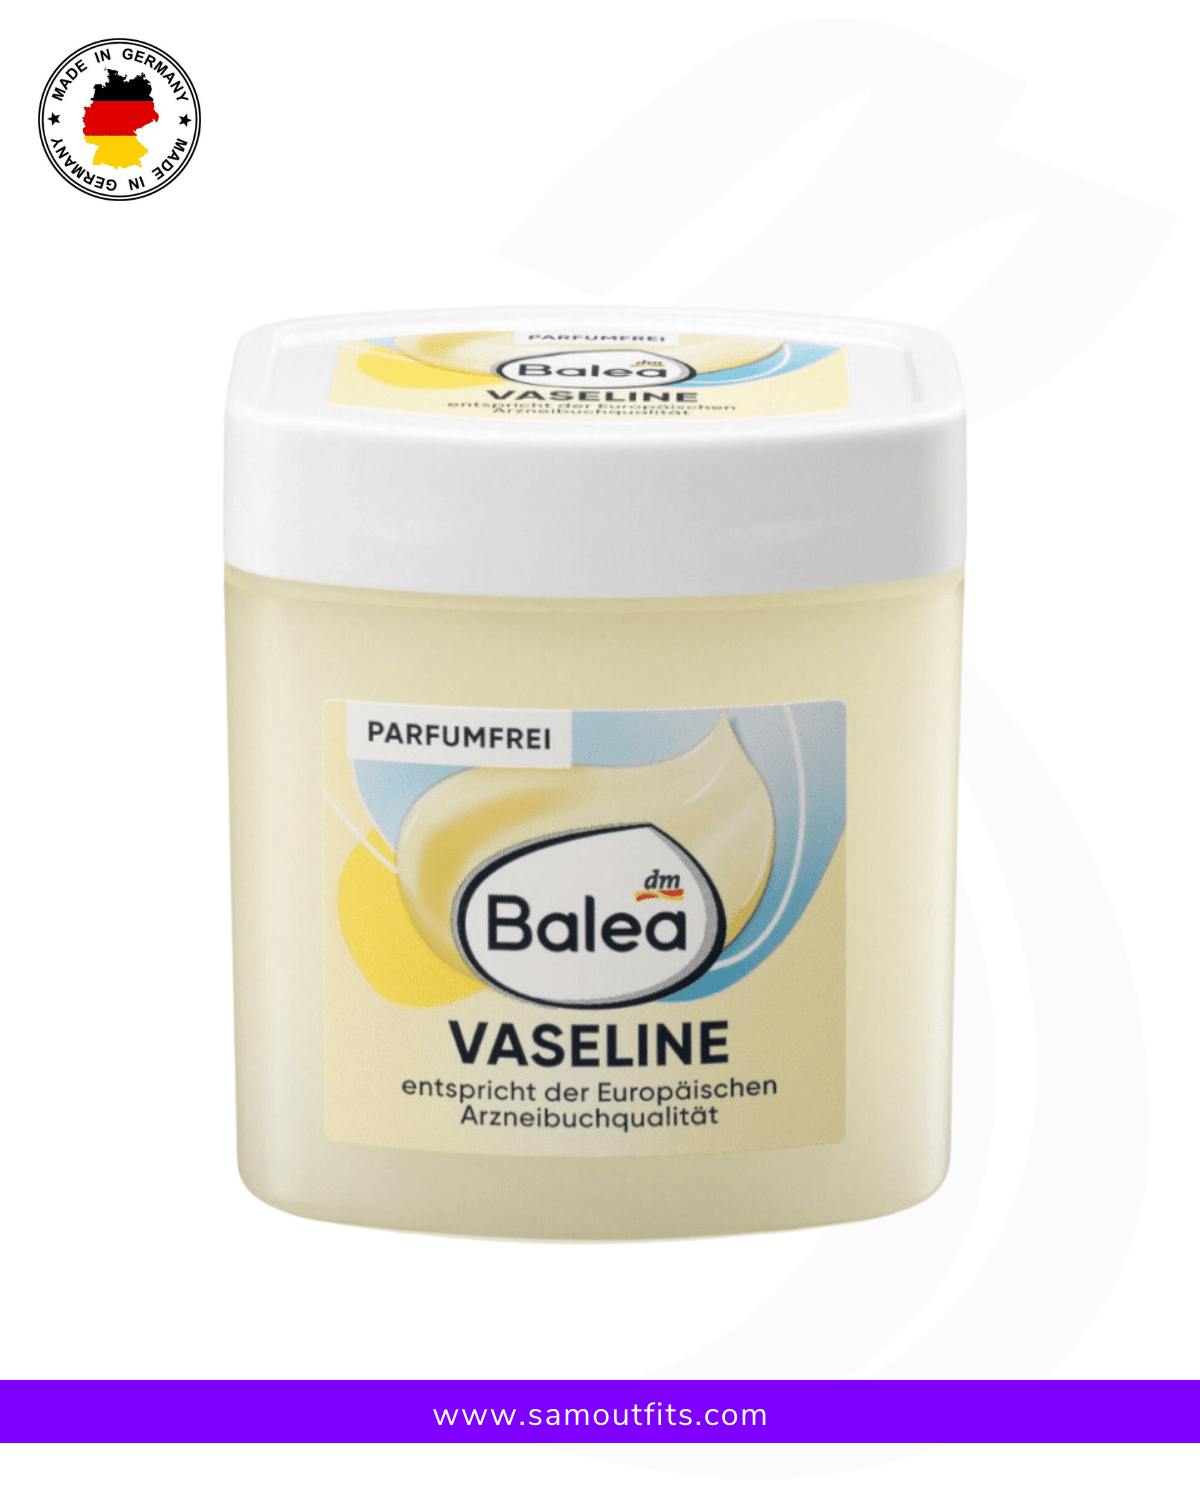 MADE IN GERMANY
MADE IN GERMANY
PARFUMFREI
dm
Balea
VASELINE
entspricht der Europäischen
Arzneibuchqualität
PARFUMFREI
dm
Balea
VASELINE
entspricht der Europäischen
Arzneibuchqualität
www.samoutfits.com